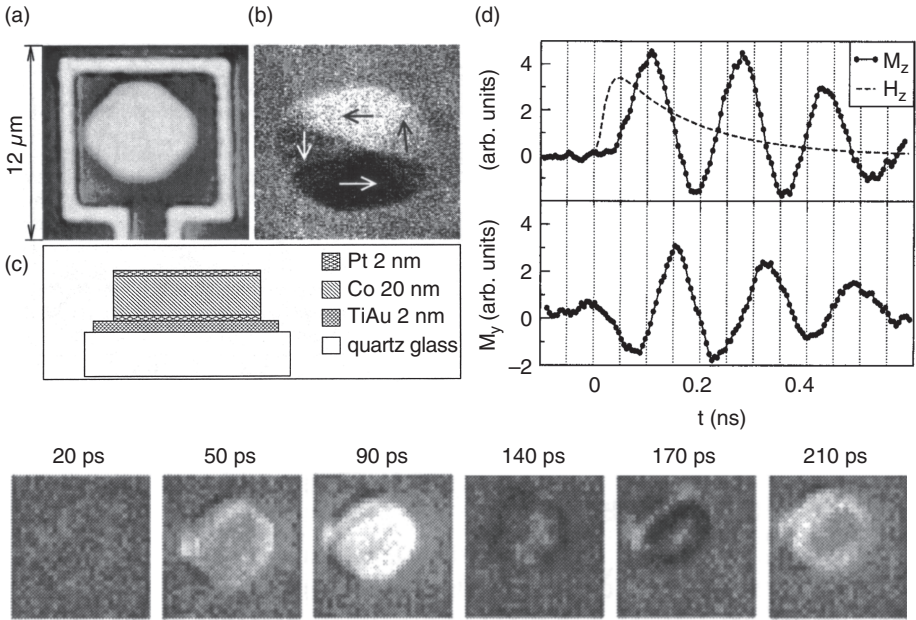 (a)
(b)
(d)
12 µm
(c)
Pt 2 nm
Co 20 nm
TiAu 2 nm
quartz glass
(arb. units)
4
2
0
M_z
H_z
M_y (arb. units)
4
2
0
−2
0 0.2 0.4
t (ns)
20 ps 50 ps 90 ps 140 ps 170 ps 210 ps